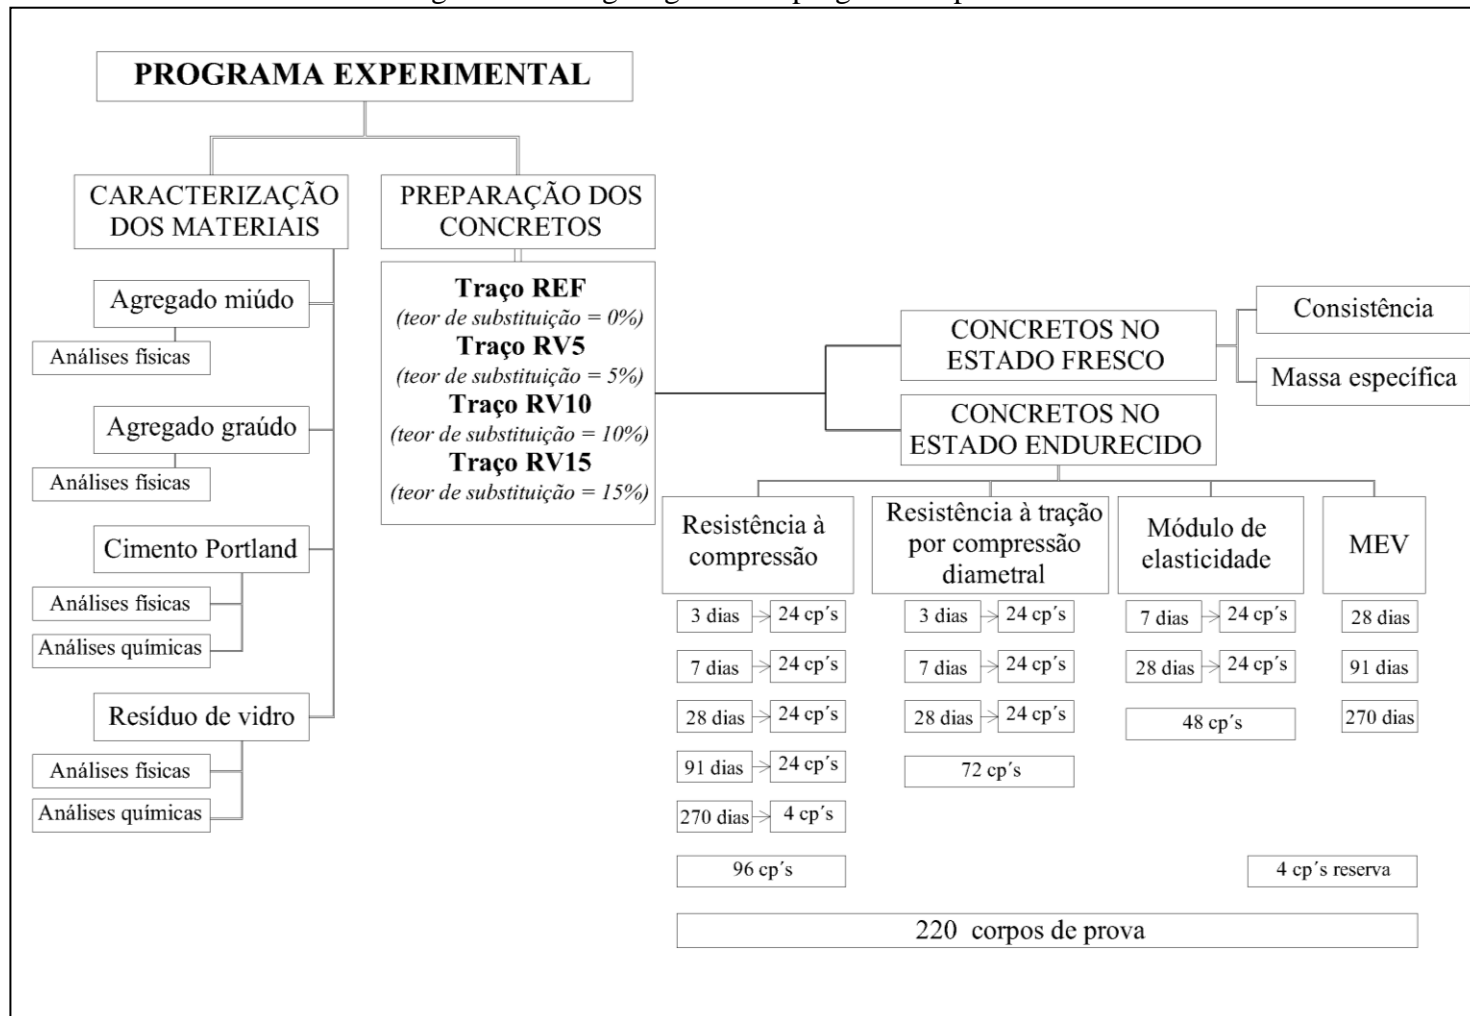 PROGRAMA EXPERIMENTAL
CARACTERIZAÇÃO
DOS MATERIAIS
Agregado miúdo
Análises físicas
Agregado graúdo
Análises físicas
Cimento Portland
Análises físicas
Análises químicas
Resíduo de vidro
Análises físicas
Análises químicas
PREPARAÇÃO DOS
CONCRETOS
Traço REF
(teor de substituição = 0%)
Traço RV5
(teor de substituição = 5%)
Traço RV10
(teor de substituição = 10%)
Traço RV15
(teor de substituição = 15%)
CONCRETOS NO
ESTADO FRESCO
Consistência
Massa específica
CONCRETOS NO
ESTADO ENDURECIDO
Resistência à
compressão
3 dias
24 cp´s
7 dias
24 cp´s
28 dias
24 cp´s
91 dias
24 cp´s
270 dias
4 cp´s
96 cp´s
Resistência à tração
por compressão
diametral
3 dias
24 cp´s
7 dias
24 cp´s
28 dias
24 cp´s
72 cp´s
Módulo de
elasticidade
7 dias
24 cp´s
28 dias
24 cp´s
48 cp´s
MEV
28 dias
91 dias
270 dias
4 cp´s reserva
220 corpos de prova